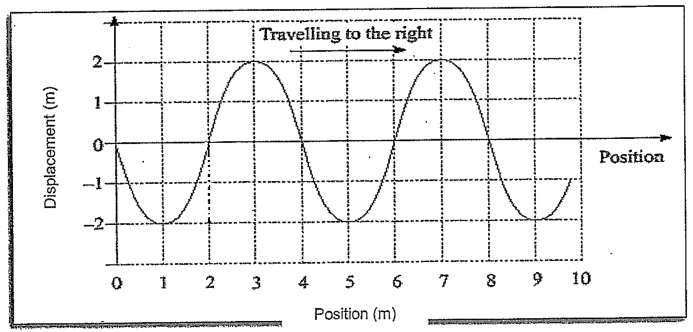 Travelling to the right
Displacement (m)
2
1
0
-1
-2
Position
0 1 2 3 4 5 6 7 8 9 10
Position (m)